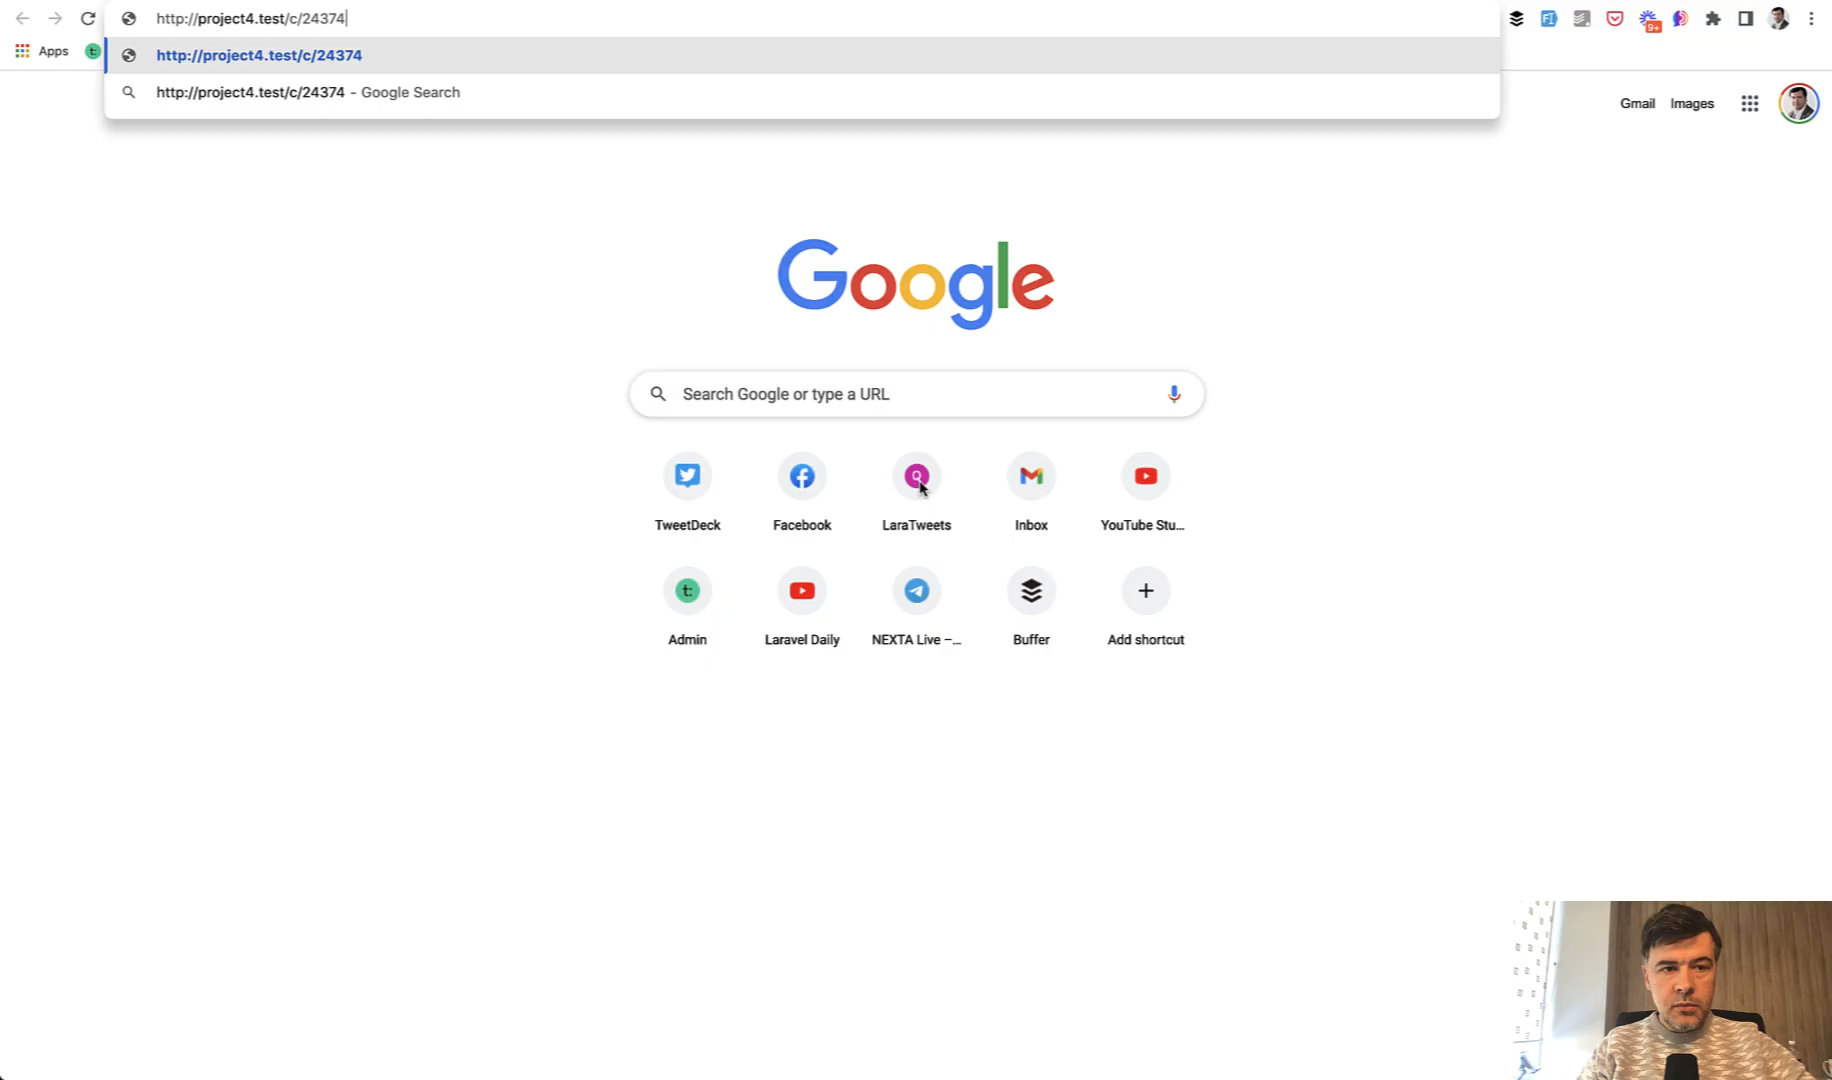 http://project4.test/c/24374
Apps
t:
http://project4.test/c/24374
http://project4.test/c/24374 - Google Search
9+
Gmail Images
Google
Search Google or type a URL
TweetDeck Facebook LaraTweets Inbox YouTube Stu...
t:
Admin Laravel Daily NEXTA Live –... Buffer Add shortcut